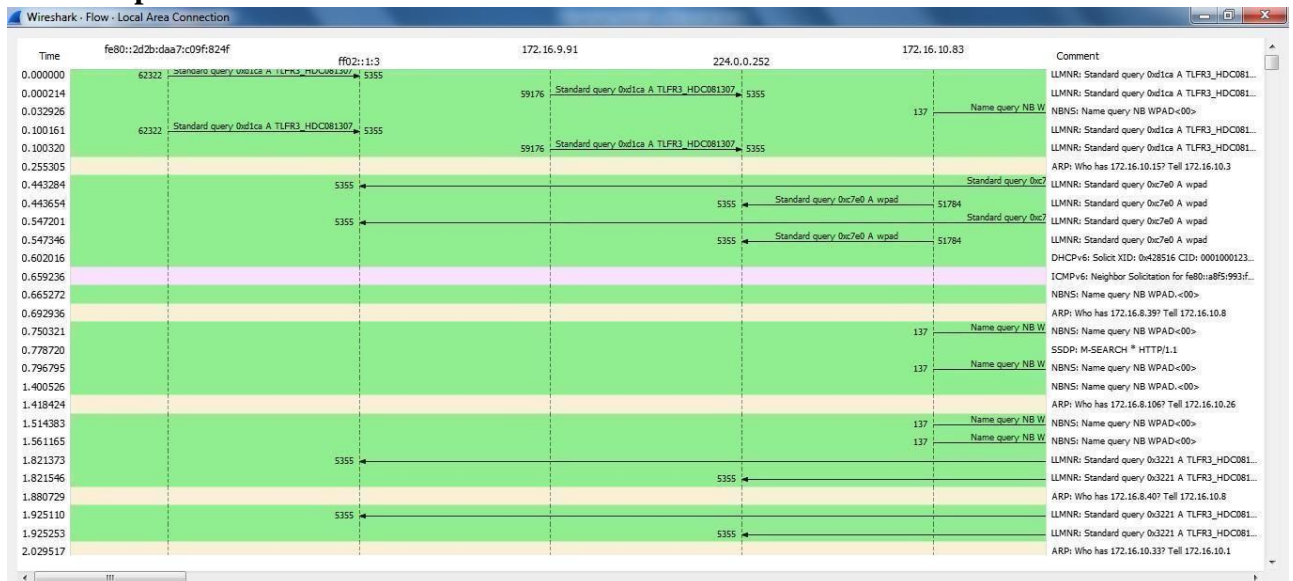 Wireshark · Flow · Local Area Connection
Time fe80::2d2b:daa7:c09f:824f ff02::1:3 172.16.9.91 224.0.0.252 172.16.10.83 Comment
0.000000 62322 Standard query 0xd1ca A TLFR3_HDC081307 5355 LLMNR: Standard query 0xd1ca A TLFR3_HDC081...
0.000214 59176 Standard query 0xd1ca A TLFR3_HDC081307 5355 LLMNR: Standard query 0xd1ca A TLFR3_HDC081...
0.032926 137 Name query NB W NBNS: Name query NB WPAD<00>
0.100161 62322 Standard query 0xd1ca A TLFR3_HDC081307 5355 LLMNR: Standard query 0xd1ca A TLFR3_HDC081...
0.100320 59176 Standard query 0xd1ca A TLFR3_HDC081307 5355 LLMNR: Standard query 0xd1ca A TLFR3_HDC081...
0.255305 ARP: Who has 172.16.10.15? Tell 172.16.10.3
0.443284 5355 Standard query 0xc7 LLMNR: Standard query 0xc7e0 A wpad
0.443654 5355 Standard query 0xc7e0 A wpad 51784 LLMNR: Standard query 0xc7e0 A wpad
0.547201 5355 Standard query 0xc7 LLMNR: Standard query 0xc7e0 A wpad
0.547346 5355 Standard query 0xc7e0 A wpad 51784 LLMNR: Standard query 0xc7e0 A wpad
0.602016 DHCPv6: Solicit XID: 0x428516 CID: 0001000123...
0.659236 ICMPv6: Neighbor Solicitation for fe80::a8f5:993:f...
0.665272 NBNS: Name query NB WPAD.<00>
0.692936 ARP: Who has 172.16.8.39? Tell 172.16.10.8
0.750321 137 Name query NB W NBNS: Name query NB WPAD<00>
0.778720 SSDP: M-SEARCH * HTTP/1.1
0.796795 137 Name query NB W NBNS: Name query NB WPAD<00>
1.400526 NBNS: Name query NB WPAD.<00>
1.418424 ARP: Who has 172.16.8.106? Tell 172.16.10.26
1.514383 137 Name query NB W NBNS: Name query NB WPAD<00>
1.561165 137 Name query NB W NBNS: Name query NB WPAD<00>
1.821373 5355 LLMNR: Standard query 0x3221 A TLFR3_HDC081...
1.821546 5355 LLMNR: Standard query 0x3221 A TLFR3_HDC081...
1.880729 ARP: Who has 172.16.8.40? Tell 172.16.10.8
1.925110 5355 LLMNR: Standard query 0x3221 A TLFR3_HDC081...
1.925253 5355 LLMNR: Standard query 0x3221 A TLFR3_HDC081...
2.029517 ARP: Who has 172.16.10.33? Tell 172.16.10.1